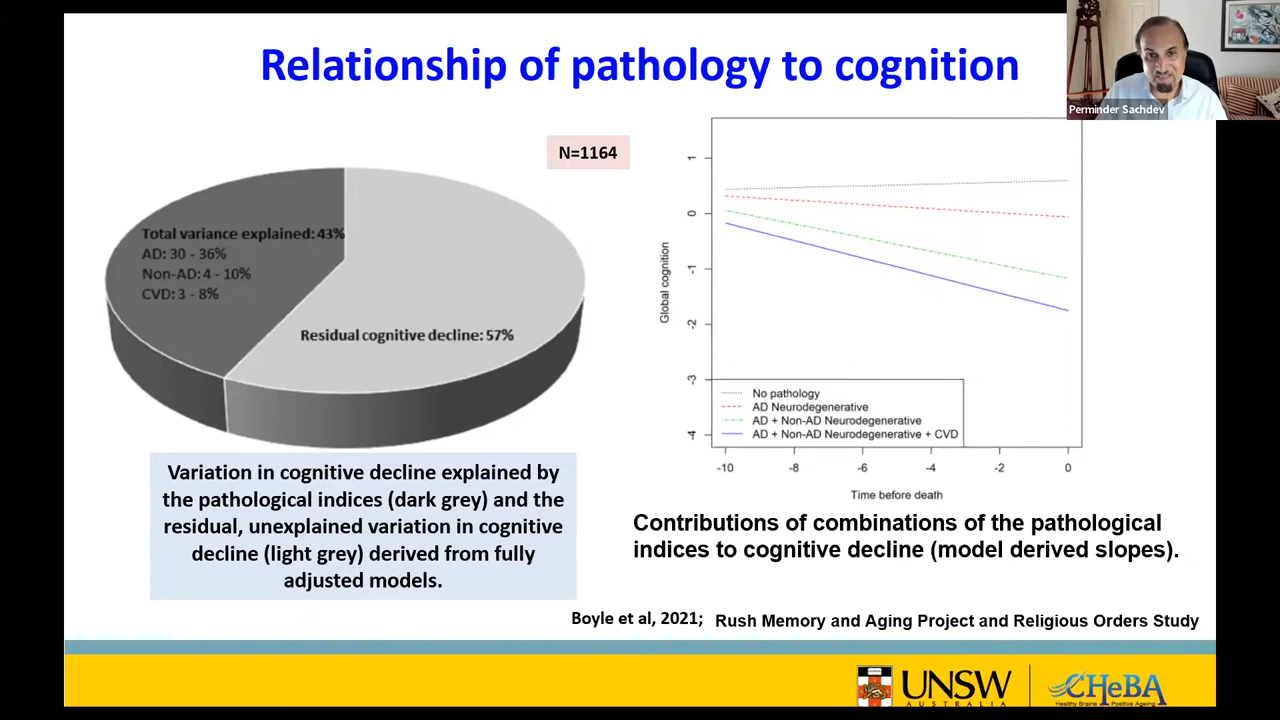 Relationship of pathology to cognition
Perminder Sachdev
N=1164
Total variance explained: 43%
AD: 30 - 36%
Non-AD: 4 - 10%
CVD: 3 - 8%
Residual cognitive decline: 57%
Variation in cognitive decline explained by
the pathological indices (dark grey) and the
residual, unexplained variation in cognitive
decline (light grey) derived from fully
adjusted models.
Global cognition
1
0
-1
-2
-3
-4
No pathology
AD Neurodegenerative
AD + Non-AD Neurodegenerative
AD + Non-AD Neurodegenerative + CVD
-10 -8 -6 -4 -2 0
Time before death
Contributions of combinations of the pathological
indices to cognitive decline (model derived slopes).
Boyle et al, 2021; Rush Memory and Aging Project and Religious Orders Study
UNSW
AUSTRALIA
CHeBA
Healthy Brains Positive Ageing